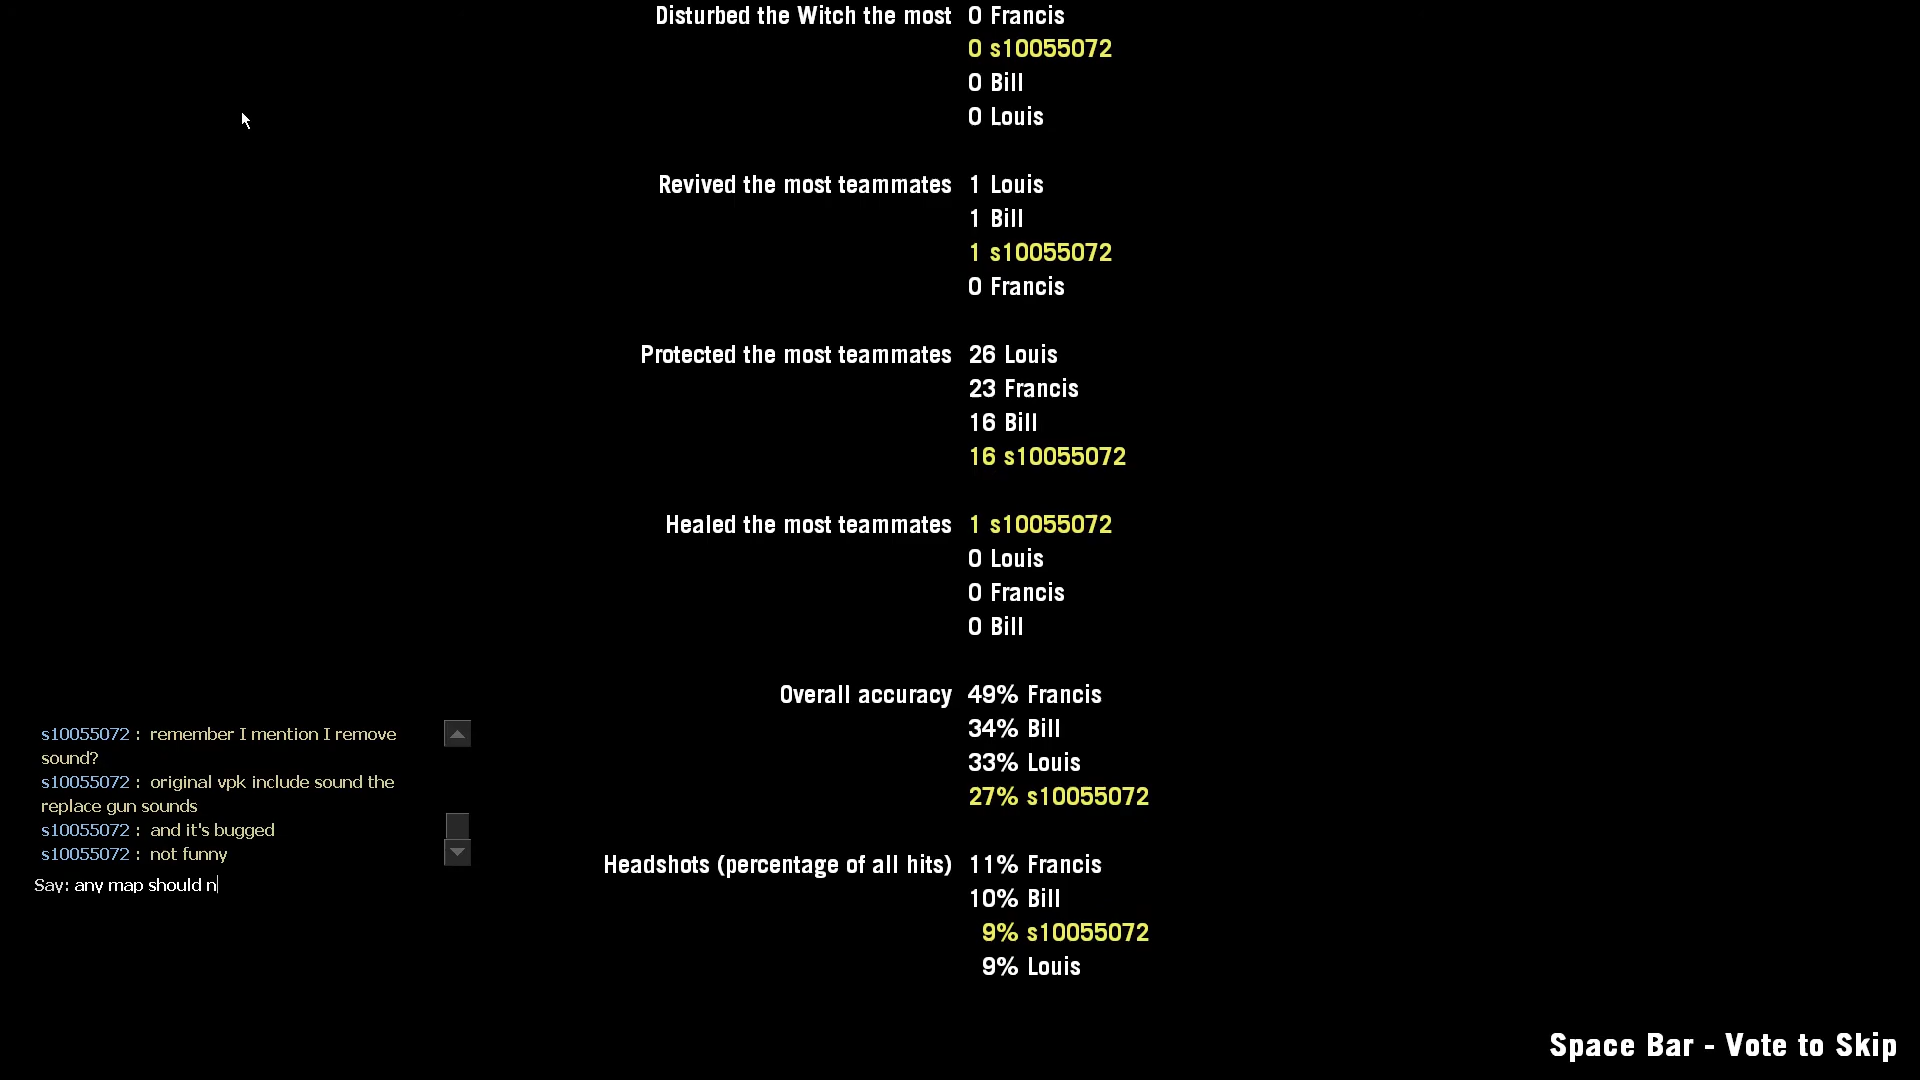 Disturbed the Witch the most 0 Francis
0 s10055072
0 Bill
0 Louis
Revived the most teammates 1 Louis
1 Bill
1 s10055072
0 Francis
Protected the most teammates 26 Louis
23 Francis
16 Bill
16 s10055072
Healed the most teammates 1 s10055072
0 Louis
0 Francis
0 Bill
Overall accuracy 49% Francis
34% Bill
33% Louis
27% s10055072
Headshots (percentage of all hits) 11% Francis
10% Bill
9% s10055072
9% Louis
s10055072 : remember I mention I remove
sound?
s10055072 : original vpk include sound the
replace gun sounds
s10055072 : and it's bugged
s10055072 : not funny
Say: any map should n
Space Bar - Vote to Skip